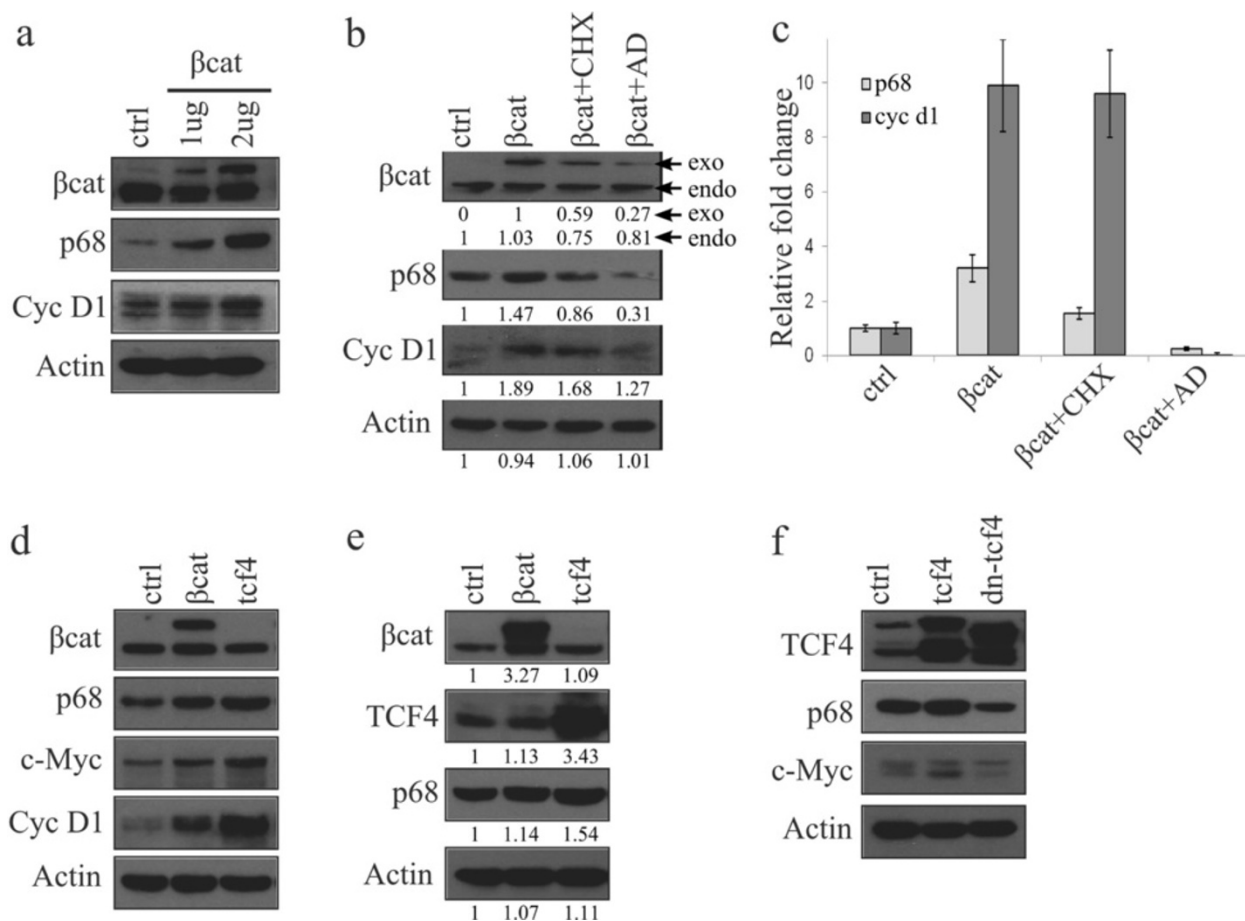 a
βcat
ctrl
1ug
2ug
βcat
p68
Cyc D1
Actin
b
ctrl
βcat
βcat+CHX
βcat+AD
βcat
exo
endo
0 1 0.59 0.27 exo
1 1.03 0.75 0.81 endo
p68
1 1.47 0.86 0.31
Cyc D1
1 1.89 1.68 1.27
Actin
1 0.94 1.06 1.01
c
Relative fold change
10
8
6
4
2
0
p68
cyc d1
ctrl
βcat
βcat+CHX
βcat+AD
d
ctrl
βcat
tcf4
βcat
p68
c-Myc
Cyc D1
Actin
e
ctrl
βcat
tcf4
βcat
1 3.27 1.09
TCF4
1 1.13 3.43
p68
1 1.14 1.54
Actin
1 1.07 1.11
f
ctrl
tcf4
dn-tcf4
TCF4
p68
c-Myc
Actin